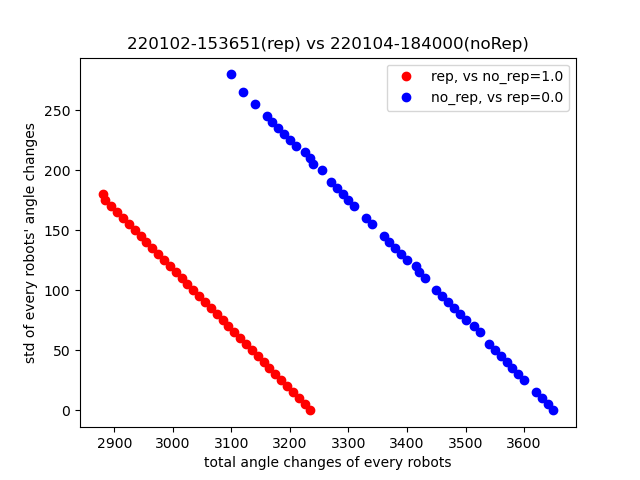 220102-153651(rep) vs 220104-184000(noRep)
rep, vs no_rep=1.0
no_rep, vs rep=0.0
std of every robots' angle changes
250
200
150
100
50
0
2900 3000 3100 3200 3300 3400 3500 3600
total angle changes of every robots